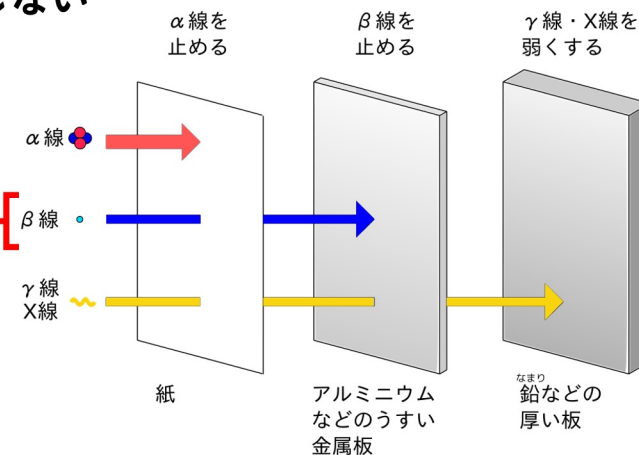 ない
α線を
止める
β線を
止める
γ線・X線を
弱くする
α線
β線
γ線
X線
紙
アルミニウム
などのうすい
金属板
なまり
鉛などの
厚い板